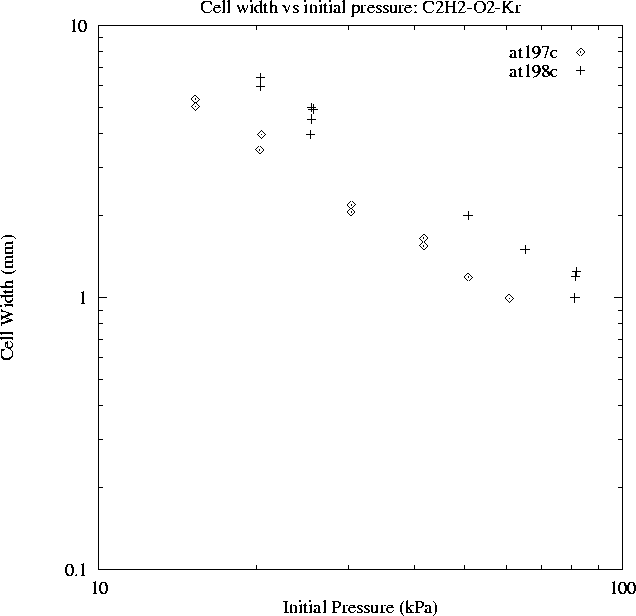 Cell width vs initial pressure: C2H2-O2-Kr
10
at197c
at198c
Cell Width (mm)
1
0.1
10
100
Initial Pressure (kPa)